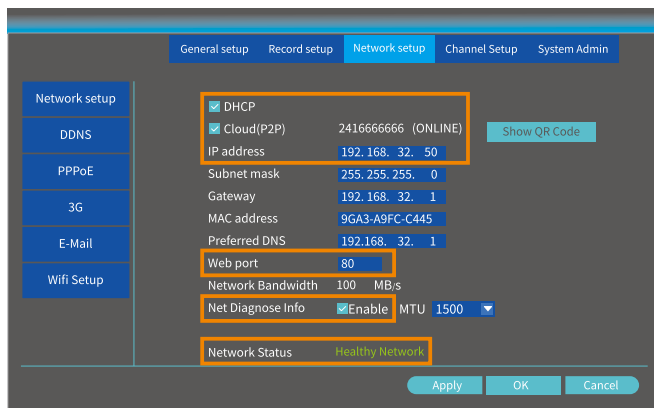 General setup Record setup Network setup Channel Setup System Admin
Network setup
DDNS
PPPoE
3G
E-Mail
Wifi Setup
DHCP
Cloud(P2P) 2416666666 (ONLINE) Show QR Code
IP address 192.168. 32. 50
Subnet mask 255.255.255. 0
Gateway 192.168. 32. 1
MAC address 9GA3-A9FC-C445
Preferred DNS 192.168. 32. 1
Web port 80
Network Bandwidth 100 MB/s
Net Diagnose Info Enable MTU 1500
Network Status Healthy Network
Apply OK Cancel